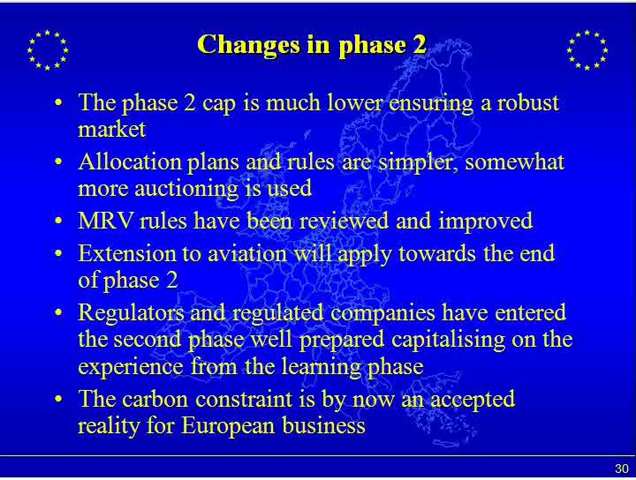 Changes in phase 2
• The phase 2 cap is much lower ensuring a robust
market
• Allocation plans and rules are simpler, somewhat
more auctioning is used
• MRV rules have been reviewed and improved
• Extension to aviation will apply towards the end
of phase 2
• Regulators and regulated companies have entered
the second phase well prepared capitalising on the
experience from the learning phase
• The carbon constraint is by now an accepted
reality for European business
30